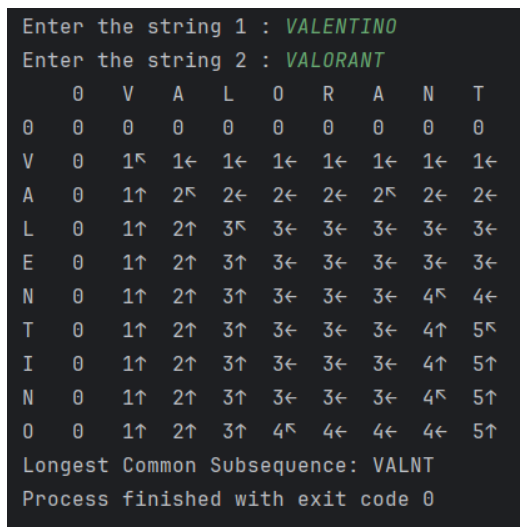 Enter the string 1 : VALENTINO
Enter the string 2 : VALORANT
0 V A L O R A N T
0 0 0 0 0 0 0 0 0 0
V 0 1↖ 1← 1← 1← 1← 1← 1← 1←
A 0 1↑ 2↖ 2← 2← 2← 2↖ 2← 2←
L 0 1↑ 2↑ 3↖ 3← 3← 3← 3← 3←
E 0 1↑ 2↑ 3↑ 3← 3← 3← 3← 3←
N 0 1↑ 2↑ 3↑ 3← 3← 3← 4↖ 4←
T 0 1↑ 2↑ 3↑ 3← 3← 3← 4↑ 5↖
I 0 1↑ 2↑ 3↑ 3← 3← 3← 4↑ 5↑
N 0 1↑ 2↑ 3↑ 3← 3← 3← 4↖ 5↑
O 0 1↑ 2↑ 3↑ 4↖ 4← 4← 4← 5↑
Longest Common Subsequence: VALNT
Process finished with exit code 0